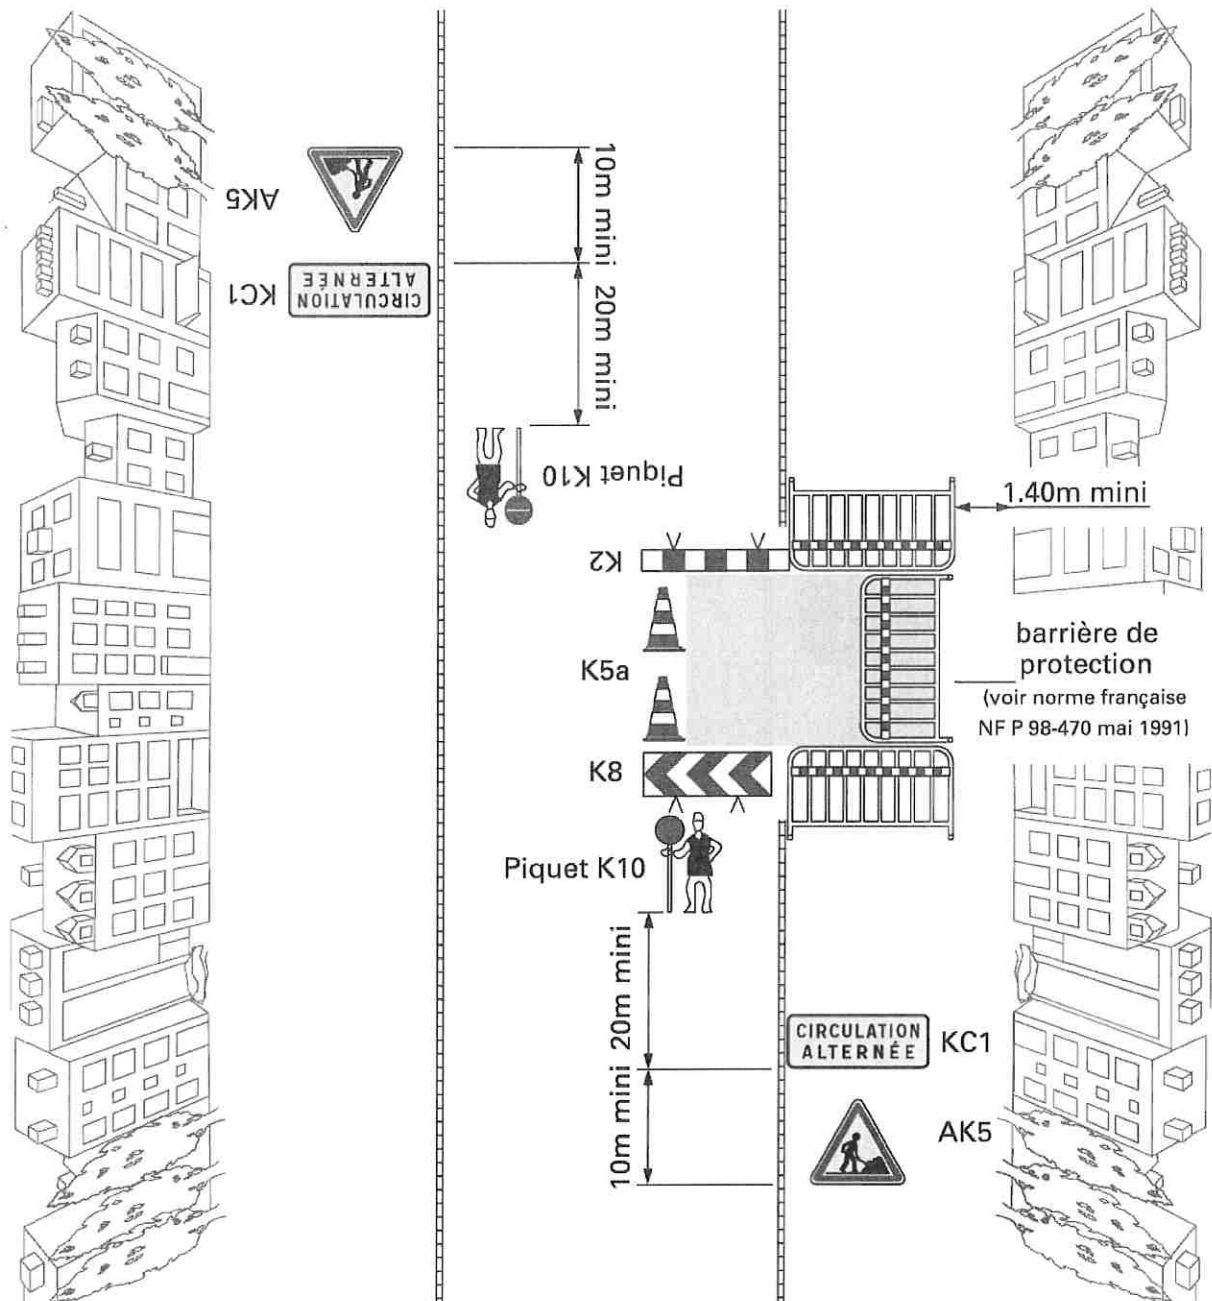 10m mini
AK5
CIRCULATION
ALTERNÉE
KC1
20m mini
Piquet K10
1.40m mini
K2
K5a
barrière de
protection
(voir norme française
NF P 98-470 mai 1991)
K8
Piquet K10
20m mini
CIRCULATION
ALTERNÉE
KC1
10m mini
AK5